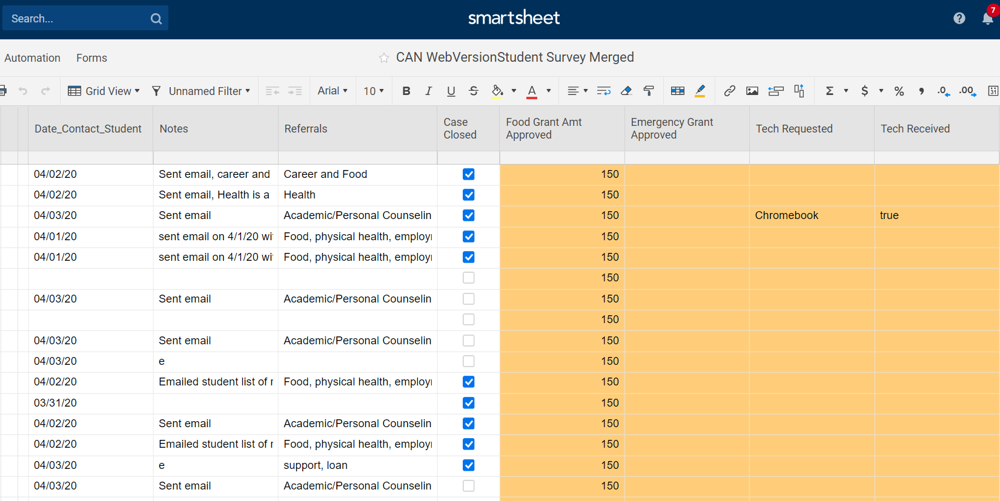 Search...
smartsheet
7
Automation Forms
CAN WebVersionStudent Survey Merged
Grid View Unnamed Filter Arial 10 B I U S A Σ $ % , .0 .00 31
Date_Contact_Student Notes Referrals Case Closed Food Grant Amt Approved Emergency Grant Approved Tech Requested Tech Received
04/02/20 Sent email, career and Career and Food 150
04/02/20 Sent email, Health is a Health 150
04/03/20 Sent email Academic/Personal Counselin 150 Chromebook true
04/01/20 sent email on 4/1/20 wi Food, physical health, employ 150
04/01/20 sent email on 4/1/20 wi Food, physical health, employ 150
150
04/03/20 Sent email Academic/Personal Counselin 150
150
04/03/20 Sent email Academic/Personal Counselin 150
04/03/20 e 150
04/02/20 Emailed student list of Food, physical health, employ 150
03/31/20 150
04/02/20 Sent email Academic/Personal Counselin 150
04/02/20 Emailed student list of Food, physical health, employ 150
04/03/20 e support, loan 150
04/03/20 Sent email Academic/Personal Counselin 150